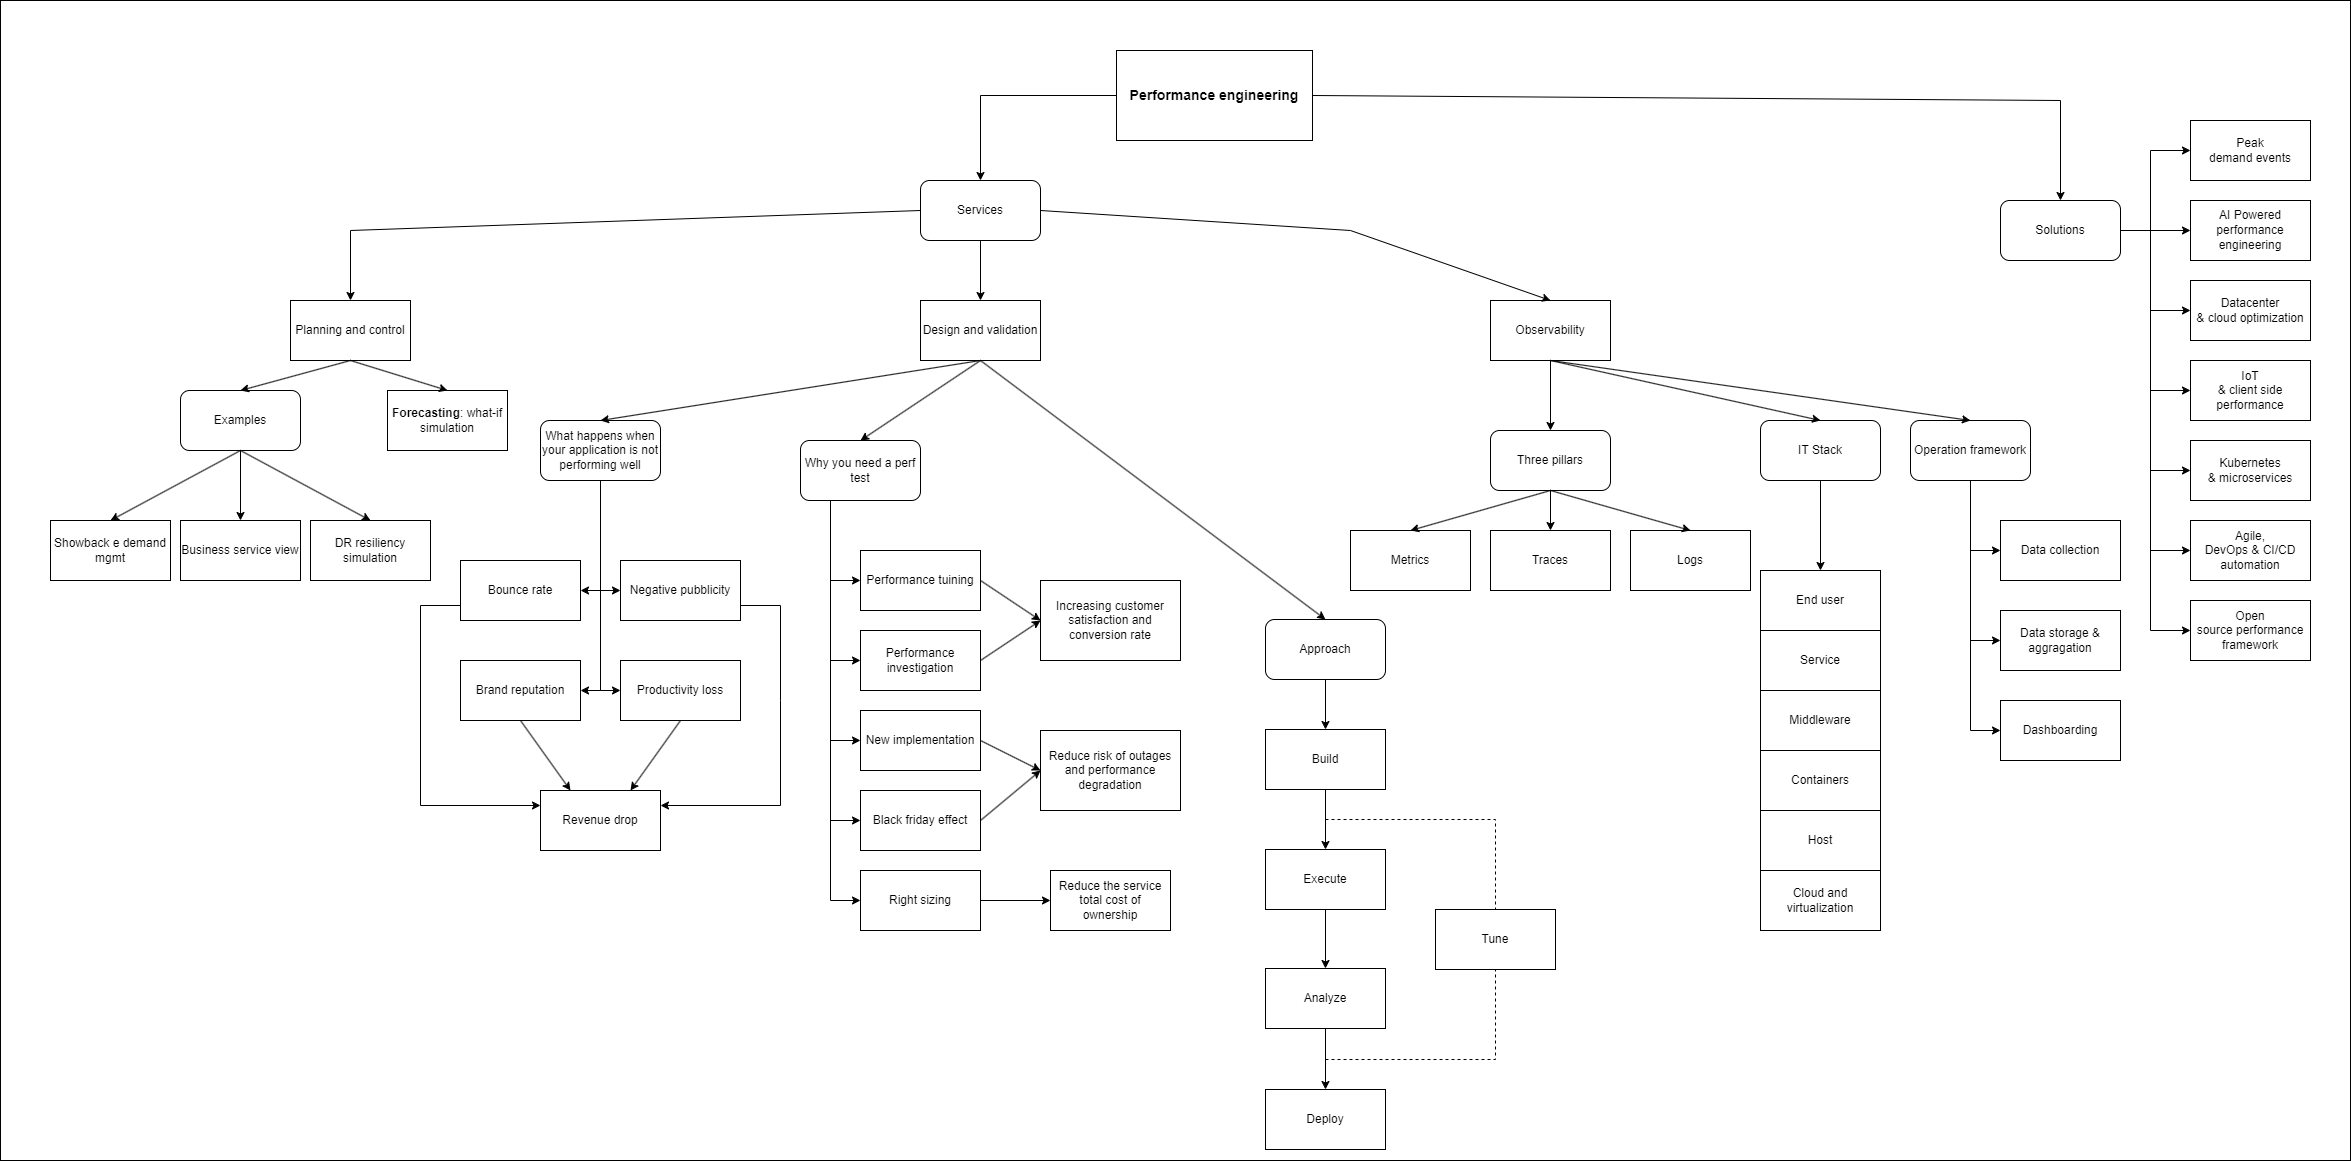 Performance engineering
Services
Solutions
Peak
demand events
AI Powered
performance
engineering
Datacenter
& cloud optimization
IoT
& client side
performance
Kubernetes
& microservices
Agile,
DevOps & CI/CD
automation
Open
source performance
framework
Planning and control
Design and validation
Observability
Examples
Forecasting: what-if
simulation
Showback e demand
mgmt
Business service view
DR resiliency
simulation
What happens when
your application is not
performing well
Bounce rate
Negative pubblicity
Brand reputation
Productivity loss
Revenue drop
Why you need a perf
test
Performance tuining
Performance
investigation
Increasing customer
satisfaction and
conversion rate
New implementation
Black friday effect
Reduce risk of outages
and performance
degradation
Right sizing
Reduce the service
total cost of
ownership
Approach
Build
Execute
Tune
Analyze
Deploy
Three pillars
Metrics
Traces
Logs
IT Stack
End user
Service
Middleware
Containers
Host
Cloud and
virtualization
Operation framework
Data collection
Data storage &
aggragation
Dashboarding